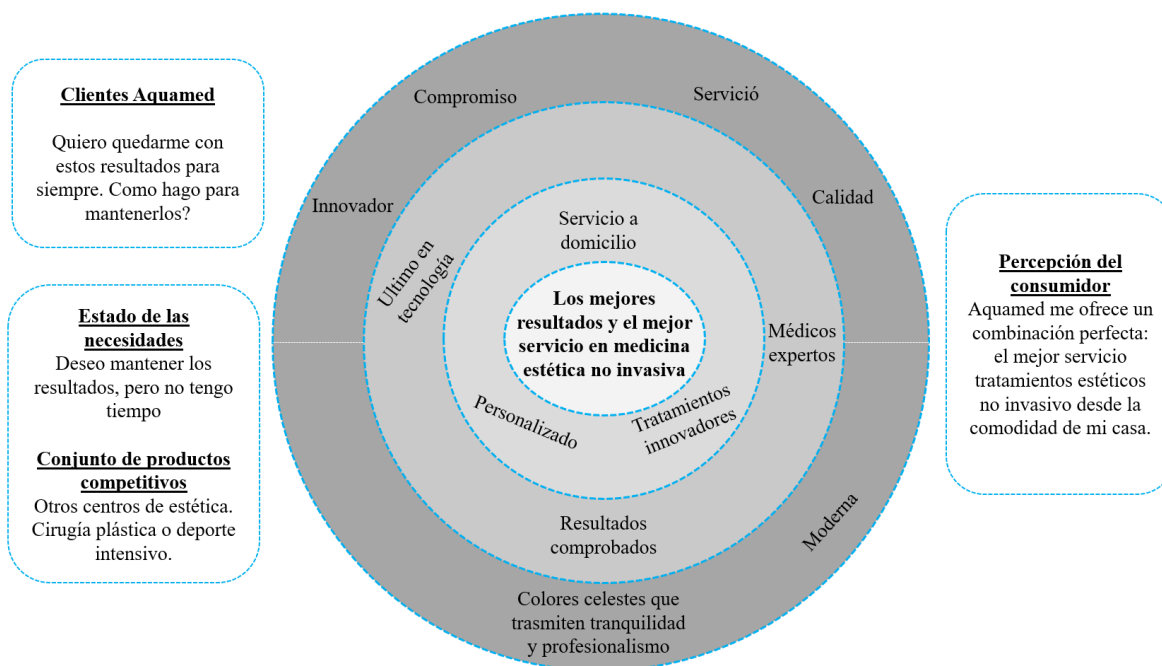 Clientes Aquamed
Quiero quedarme con
estos resultados para
siempre. Como hago para
mantenerlos?
Estado de las
necesidades
Deseo mantener los
resultados, pero no tengo
tiempo
Conjunto de productos
competitivos
Otros centros de estética.
Cirugía plástica o deporte
intensivo.
Compromiso
Servició
Innovador
Calidad
Ultimo en
tecnología
Servicio a
domicilio
Los mejores
resultados y el mejor
servicio en medicina
estética no invasiva
Médicos
expertos
Personalizado
Tratamientos
innovadores
Resultados
comprobados
Moderna
Colores celestes que
trasmiten tranquilidad
y profesionalismo
Percepción del
consumidor
Aquamed me ofrece un
combinación perfecta:
el mejor servicio
tratamientos estéticos
no invasivo desde la
comodidad de mi casa.